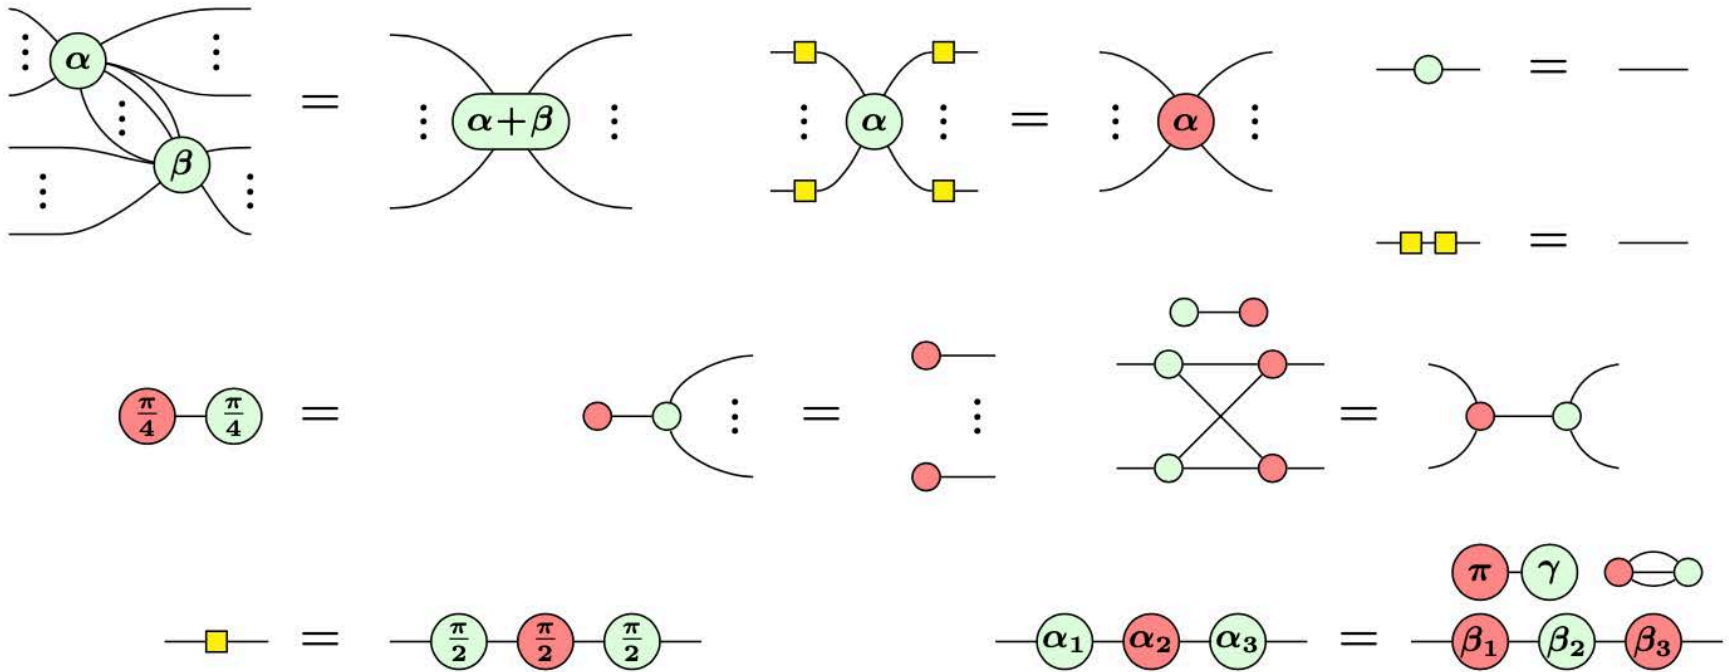 α
β
=
α+β
α
=
α
=
=
π/4
π/4
=
=
=
=
π/2
π/2
π/2
α₁
α₂
α₃
=
π
γ
β₁
β₂
β₃